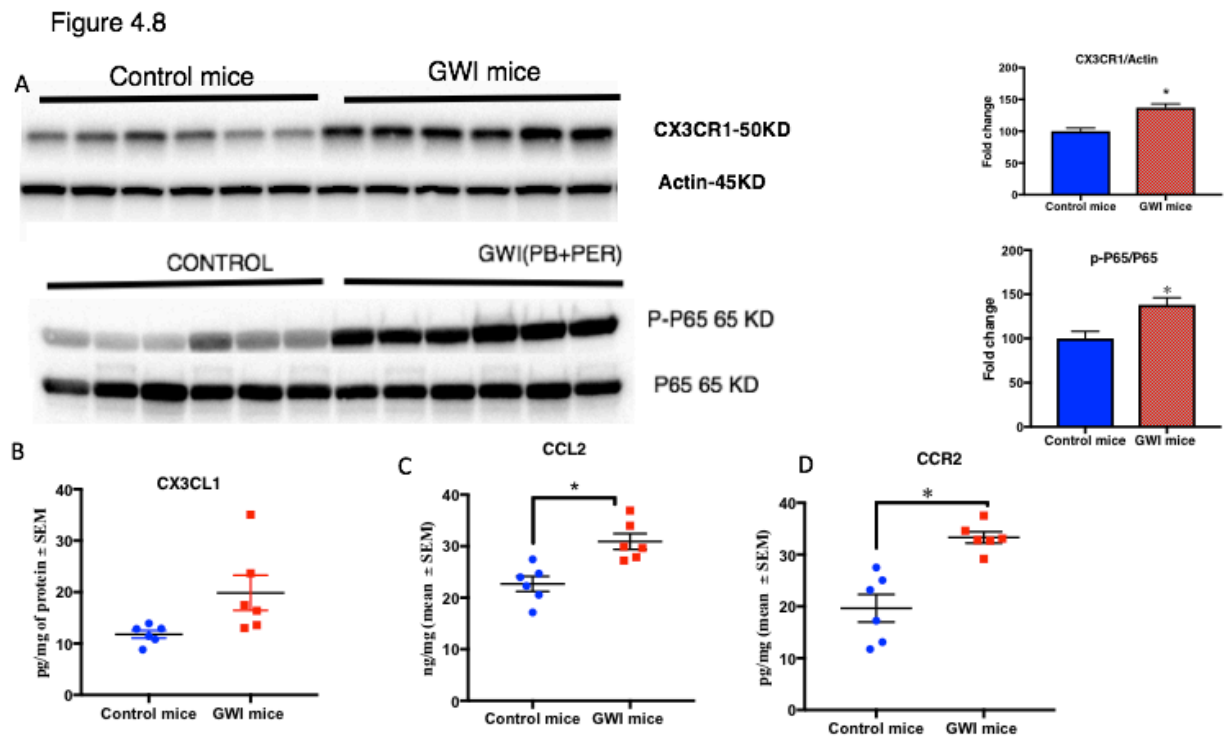 Figure 4.8
A
Control mice
GWI mice
CX3CR1-50KD
Actin-45KD
CX3CR1/Actin
200
150
100
50
0
Fold change
*
Control mice
GWI mice
CONTROL
GWI(PB+PER)
P-P65 65 KD
P65 65 KD
p-P65/P65
200
150
100
50
0
Fold change
*
Control mice
GWI mice
B
CX3CL1
40
30
20
10
0
pg/mg of protein ± SEM
Control mice
GWI mice
C
CCL2
40
30
20
10
0
ng/mg (mean ± SEM)
*
Control mice
GWI mice
D
CCR2
40
30
20
10
0
pg/mg (mean ± SEM)
*
Control mice
GWI mice